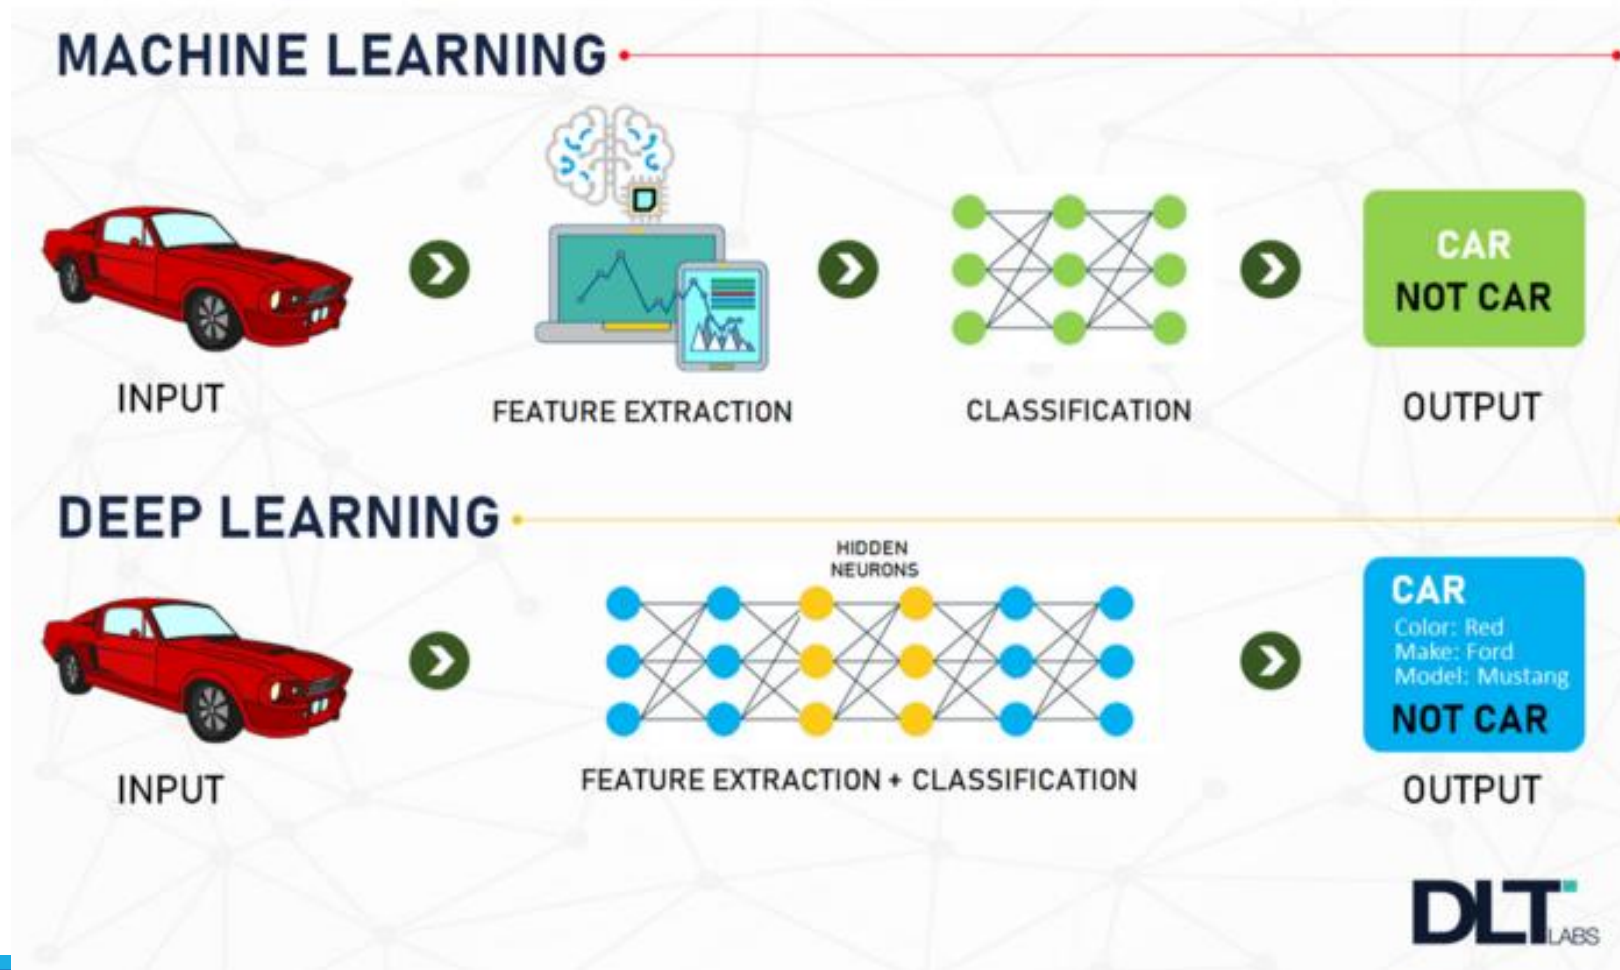 MACHINE LEARNING
INPUT
FEATURE EXTRACTION
CLASSIFICATION
CAR
NOT CAR
OUTPUT
DEEP LEARNING
HIDDEN
NEURONS
INPUT
FEATURE EXTRACTION + CLASSIFICATION
CAR
Color: Red
Make: Ford
Model: Mustang
NOT CAR
OUTPUT
DLT LABS